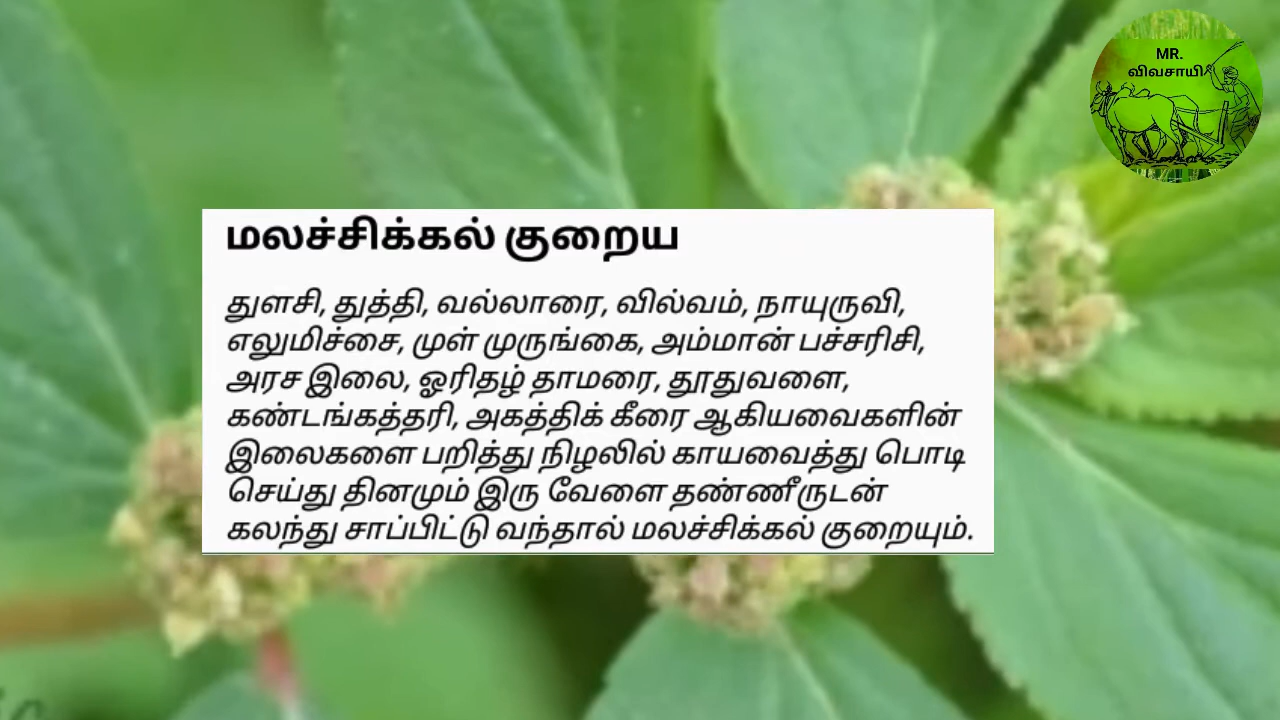 MR.
விவசாயி
மலச்சிக்கல் குறைய
துளசி, துத்தி, வல்லாரை, வில்வம், நாயுருவி,
எலுமிச்சை, முள் முருங்கை, அம்மான் பச்சரிசி,
அரச இலை, ஓரிதழ் தாமரை, தூதுவளை,
கண்டங்கத்தரி, அகத்திக் கீரை ஆகியவைகளின்
இலைகளை பறித்து நிழலில் காயவைத்து பொடி
செய்து தினமும் இரு வேளை தண்ணீருடன்
கலந்து சாப்பிட்டு வந்தால் மலச்சிக்கல் குறையும்.